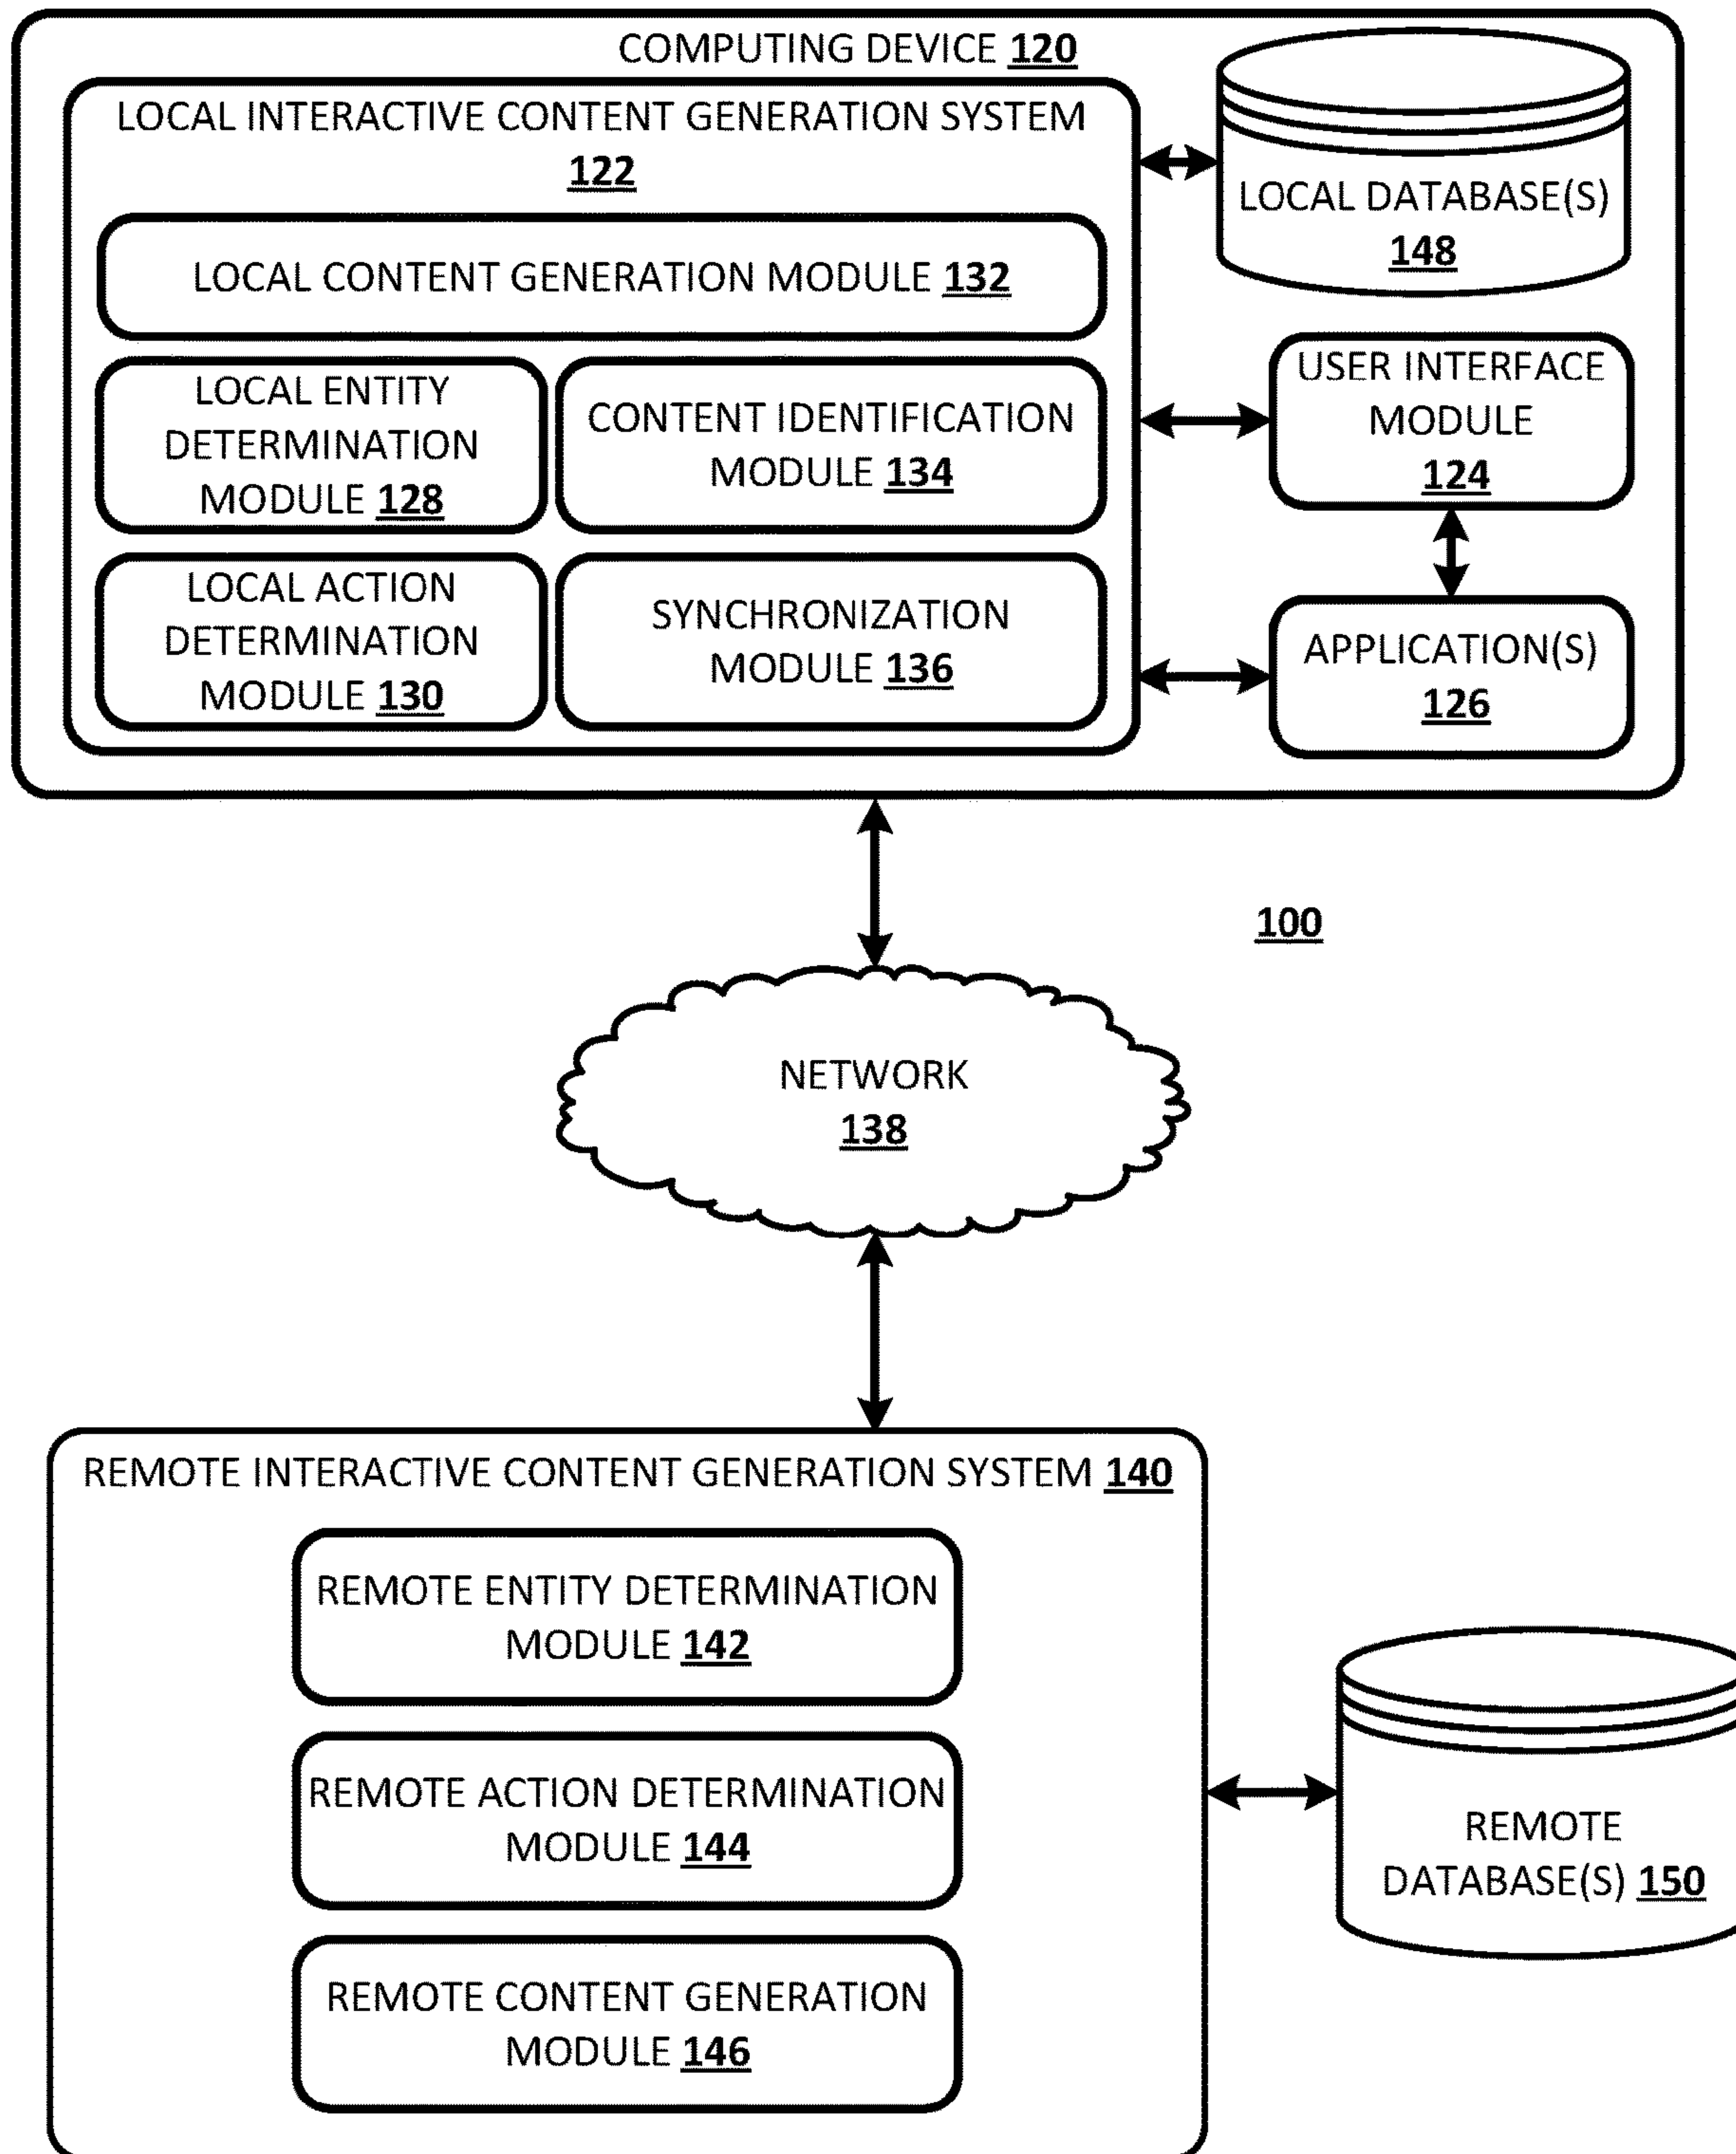 COMPUTING DEVICE 120
LOCAL INTERACTIVE CONTENT GENERATION SYSTEM
122
LOCAL CONTENT GENERATION MODULE 132
LOCAL ENTITY
DETERMINATION
MODULE 128
CONTENT IDENTIFICATION
MODULE 134
LOCAL ACTION
DETERMINATION
MODULE 130
SYNCHRONIZATION
MODULE 136
LOCAL DATABASE(S)
148
USER INTERFACE
MODULE
124
APPLICATION(S)
126
100
NETWORK
138
REMOTE INTERACTIVE CONTENT GENERATION SYSTEM 140
REMOTE ENTITY DETERMINATION
MODULE 142
REMOTE ACTION DETERMINATION
MODULE 144
REMOTE CONTENT GENERATION
MODULE 146
REMOTE
DATABASE(S) 150